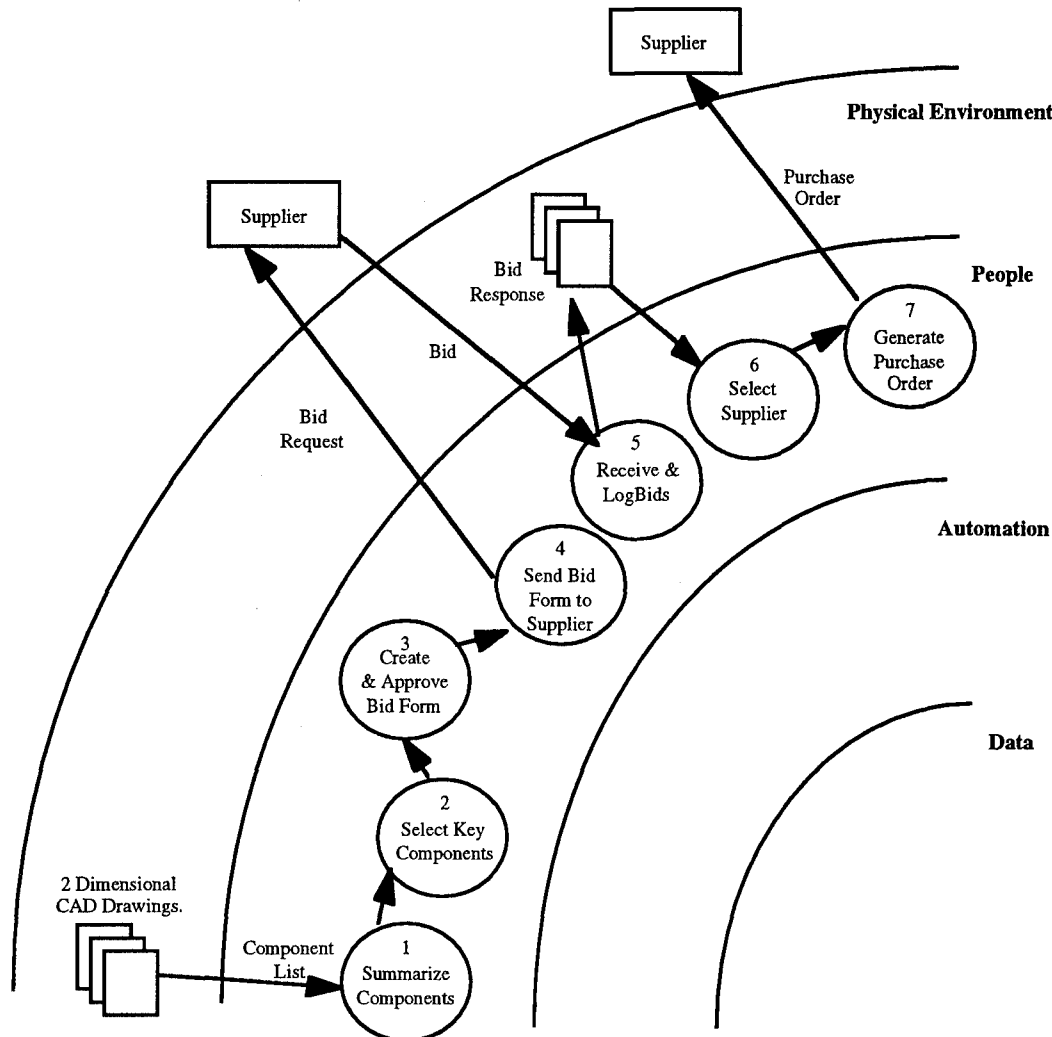 Supplier
Physical Environment
Purchase
Order
Supplier
Bid
Response
People
7
Generate
Purchase
Order
Bid
6
Select
Supplier
Bid
Request
5
Receive &
LogBids
Automation
4
Send Bid
Form to
Supplier
3
Create
& Approve
Bid Form
Data
2
Select Key
Components
2 Dimensional
CAD Drawings.
Component
List
1
Summarize
Components